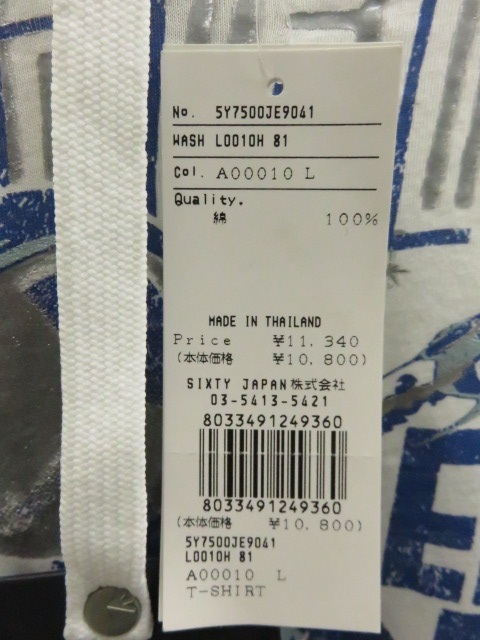 No. 5Y7500JE9041
WASH L0010H 81
Col. A00010 L
Quality.
綿 100%
MADE IN THAILAND
Price ¥11,340
(本体価格 ¥10,800)
SIXTY JAPAN株式会社
03-5413-5421
8033491249360
8033491249360
(本体価格 ¥10,800)
5Y7500JE9041
L0010H 81
A00010 L
T-SHIRT